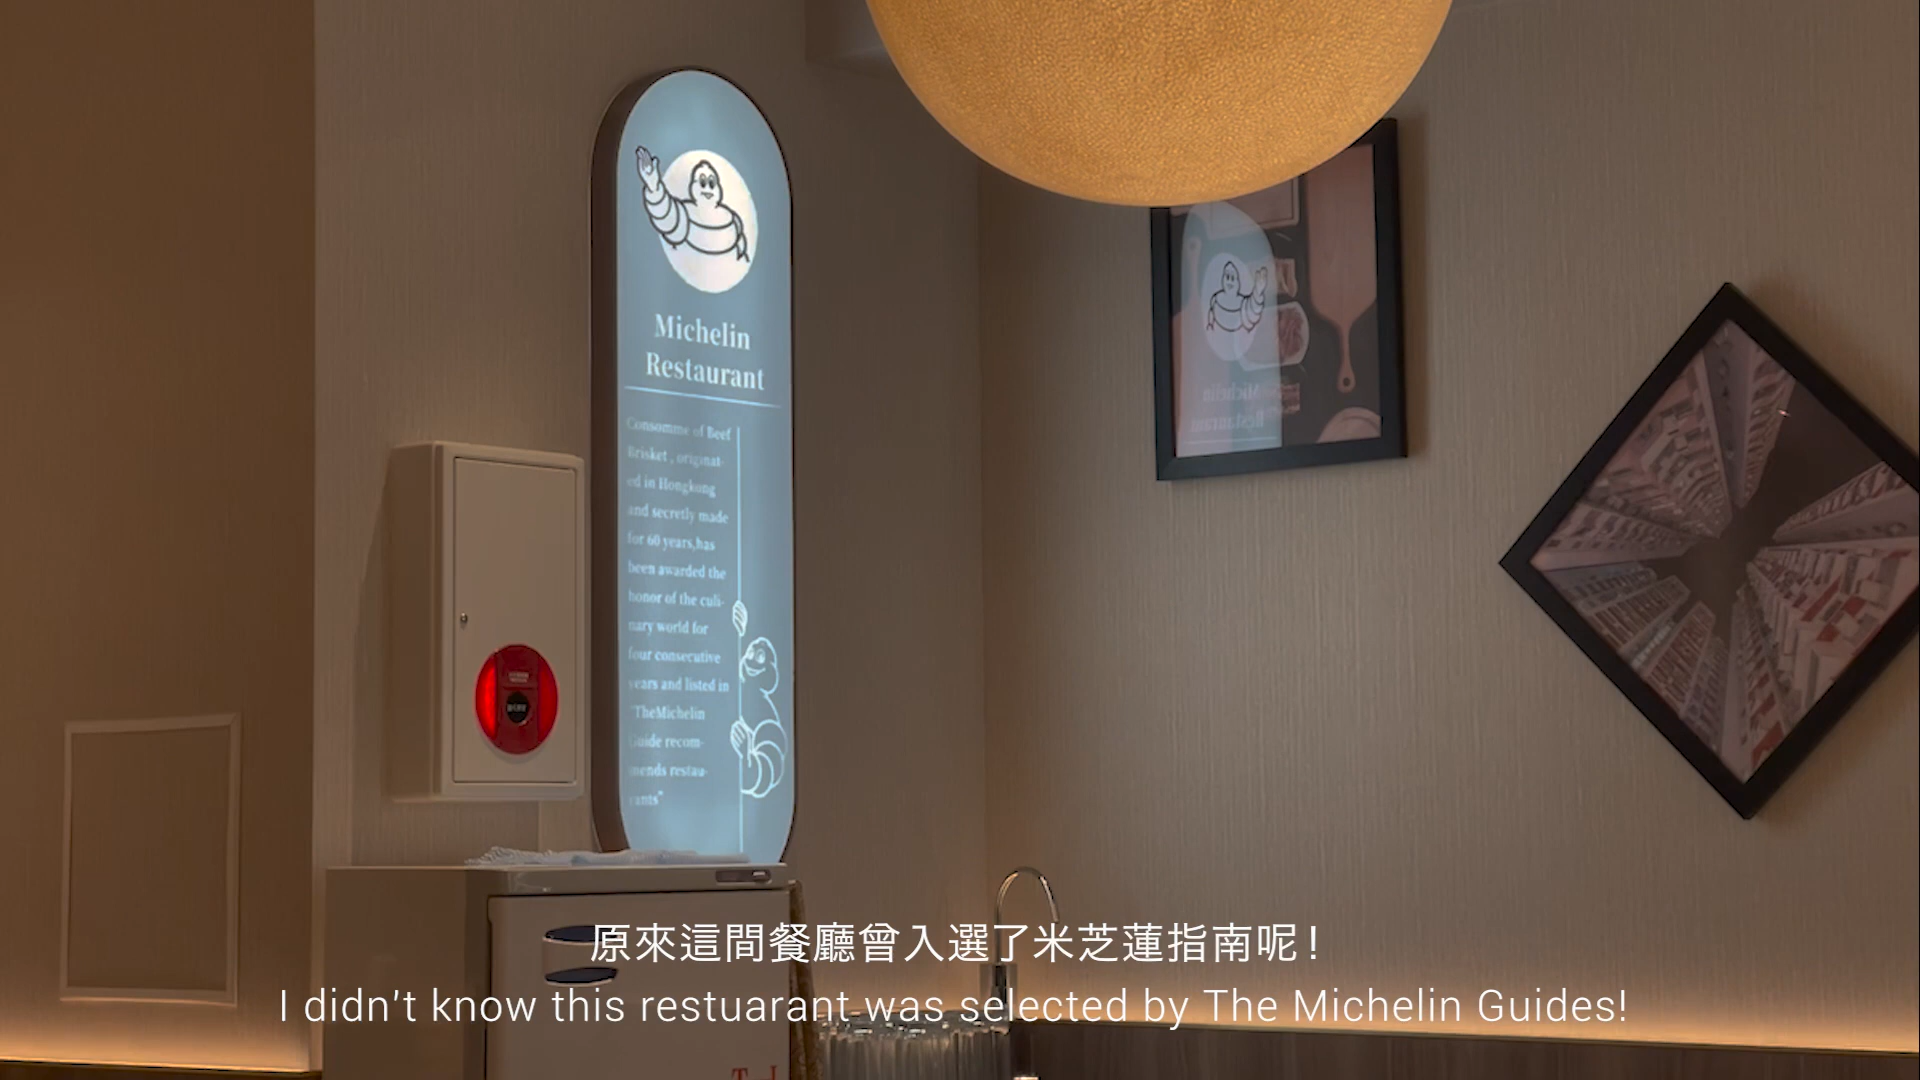 Michelin
Restaurant
Consomme of Beef
Brisket , originat-
ed in Hongkong
and secretly made
for 60 years,has
been awarded the
honor of the culi-
nary world for
four consecutive
years and listed in
"TheMichelin
Guide recom-
mends restau-
rants"
Michelin
Restaurant
原來這間餐廳曾入選了米芝蓮指南呢!
I didn't know this restuarant was selected by The Michelin Guides!